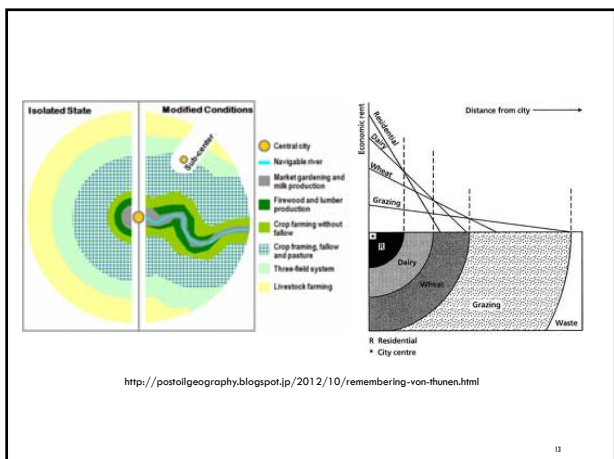 Isolated State
Modified Conditions
Sub-center
Central city
Navigable river
Market gardening and
milk production
Firewood and lumber
production
Crop farming without
fallow
Crop framing, fallow
and pasture
Three-field system
Livestock farming
Distance from city
Economic rent
Residential
Dairy
Wheat
Grazing
R
Dairy
Wheat
Grazing
Waste
R Residential
* City centre
http://postoilgeography.blogspot.jp/2012/10/remembering-von-thunen.html
13